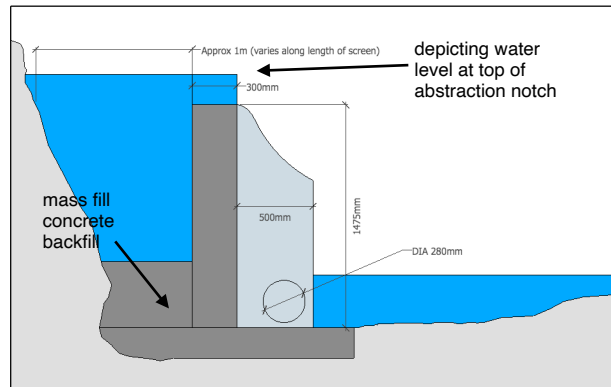 Approx 1m (varies along length of screen)
depicting water
level at top of
abstraction notch
300mm
mass fill
concrete
backfill
500mm
1475mm
DIA 280mm